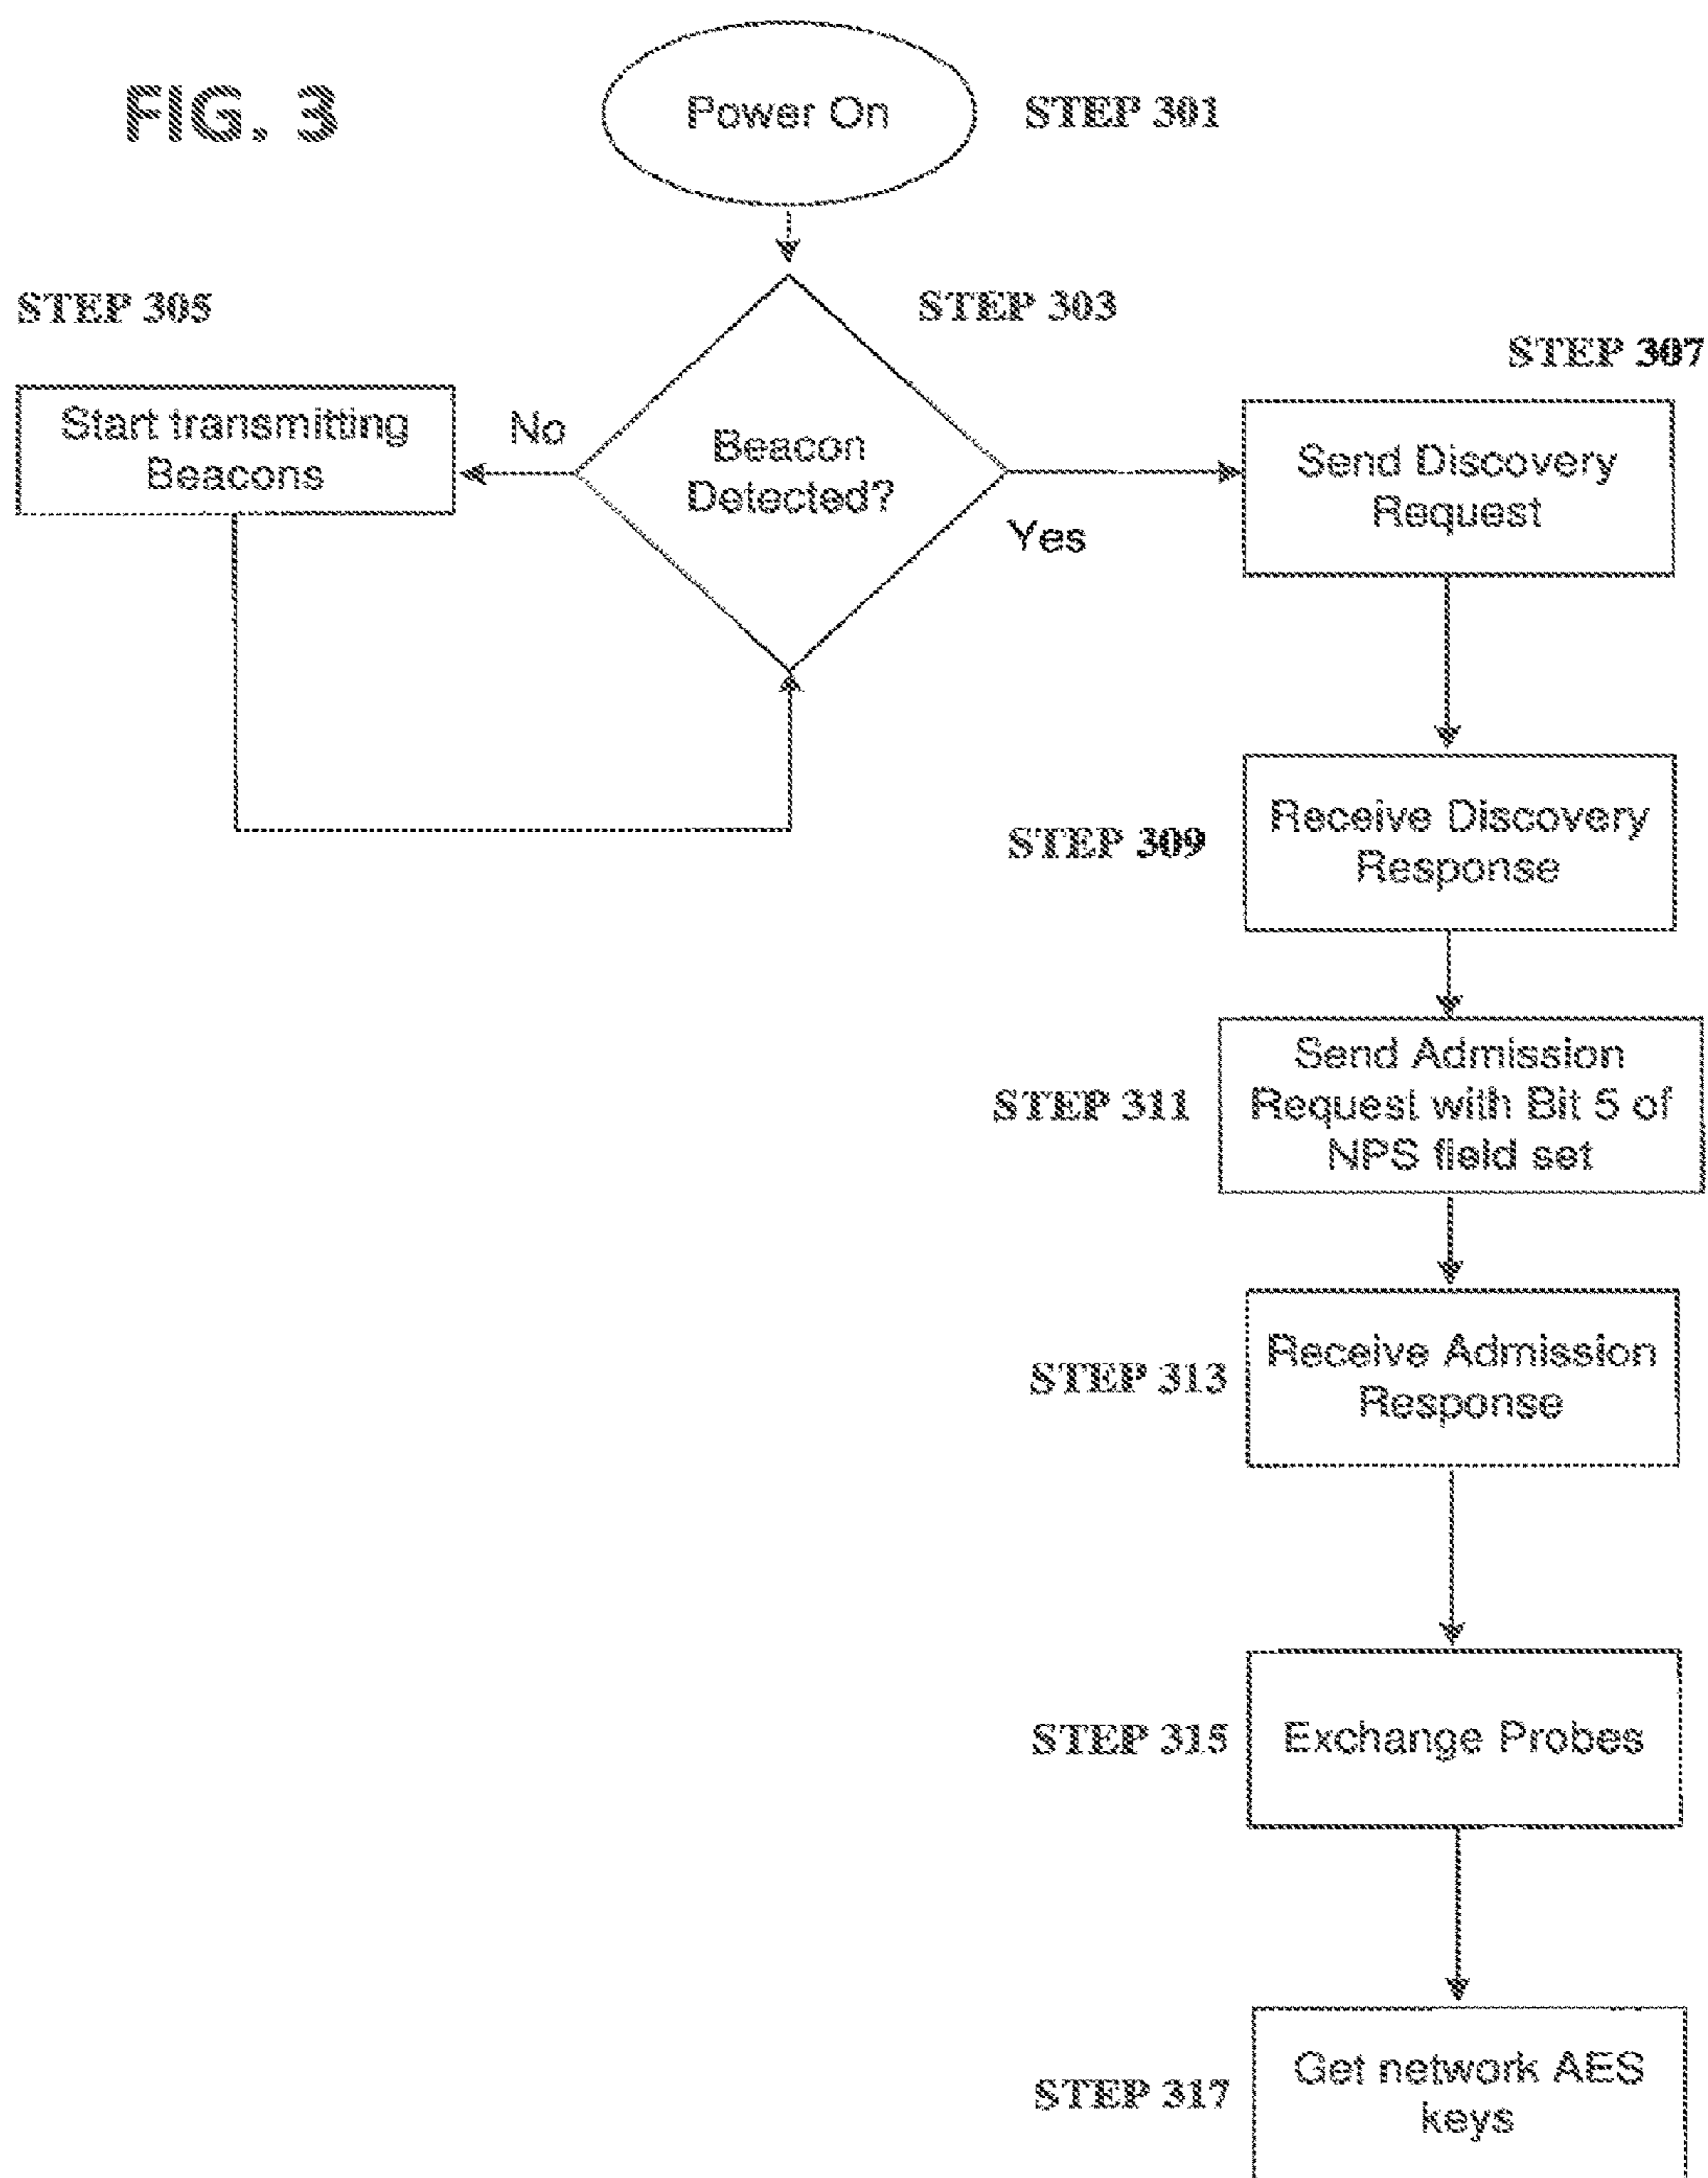 FIG. 3
Power On
STEP 301
STEP 305
STEP 303
STEP 307
Start transmitting
Beacons
No
Beacon
Detected?
Yes
Send Discovery
Request
STEP 309
Receive Discovery
Response
STEP 311
Send Admission
Request with Bit 5 of
NPS field set
STEP 313
Receive Admission
Response
STEP 315
Exchange Probes
STEP 317
Get network AES
keys